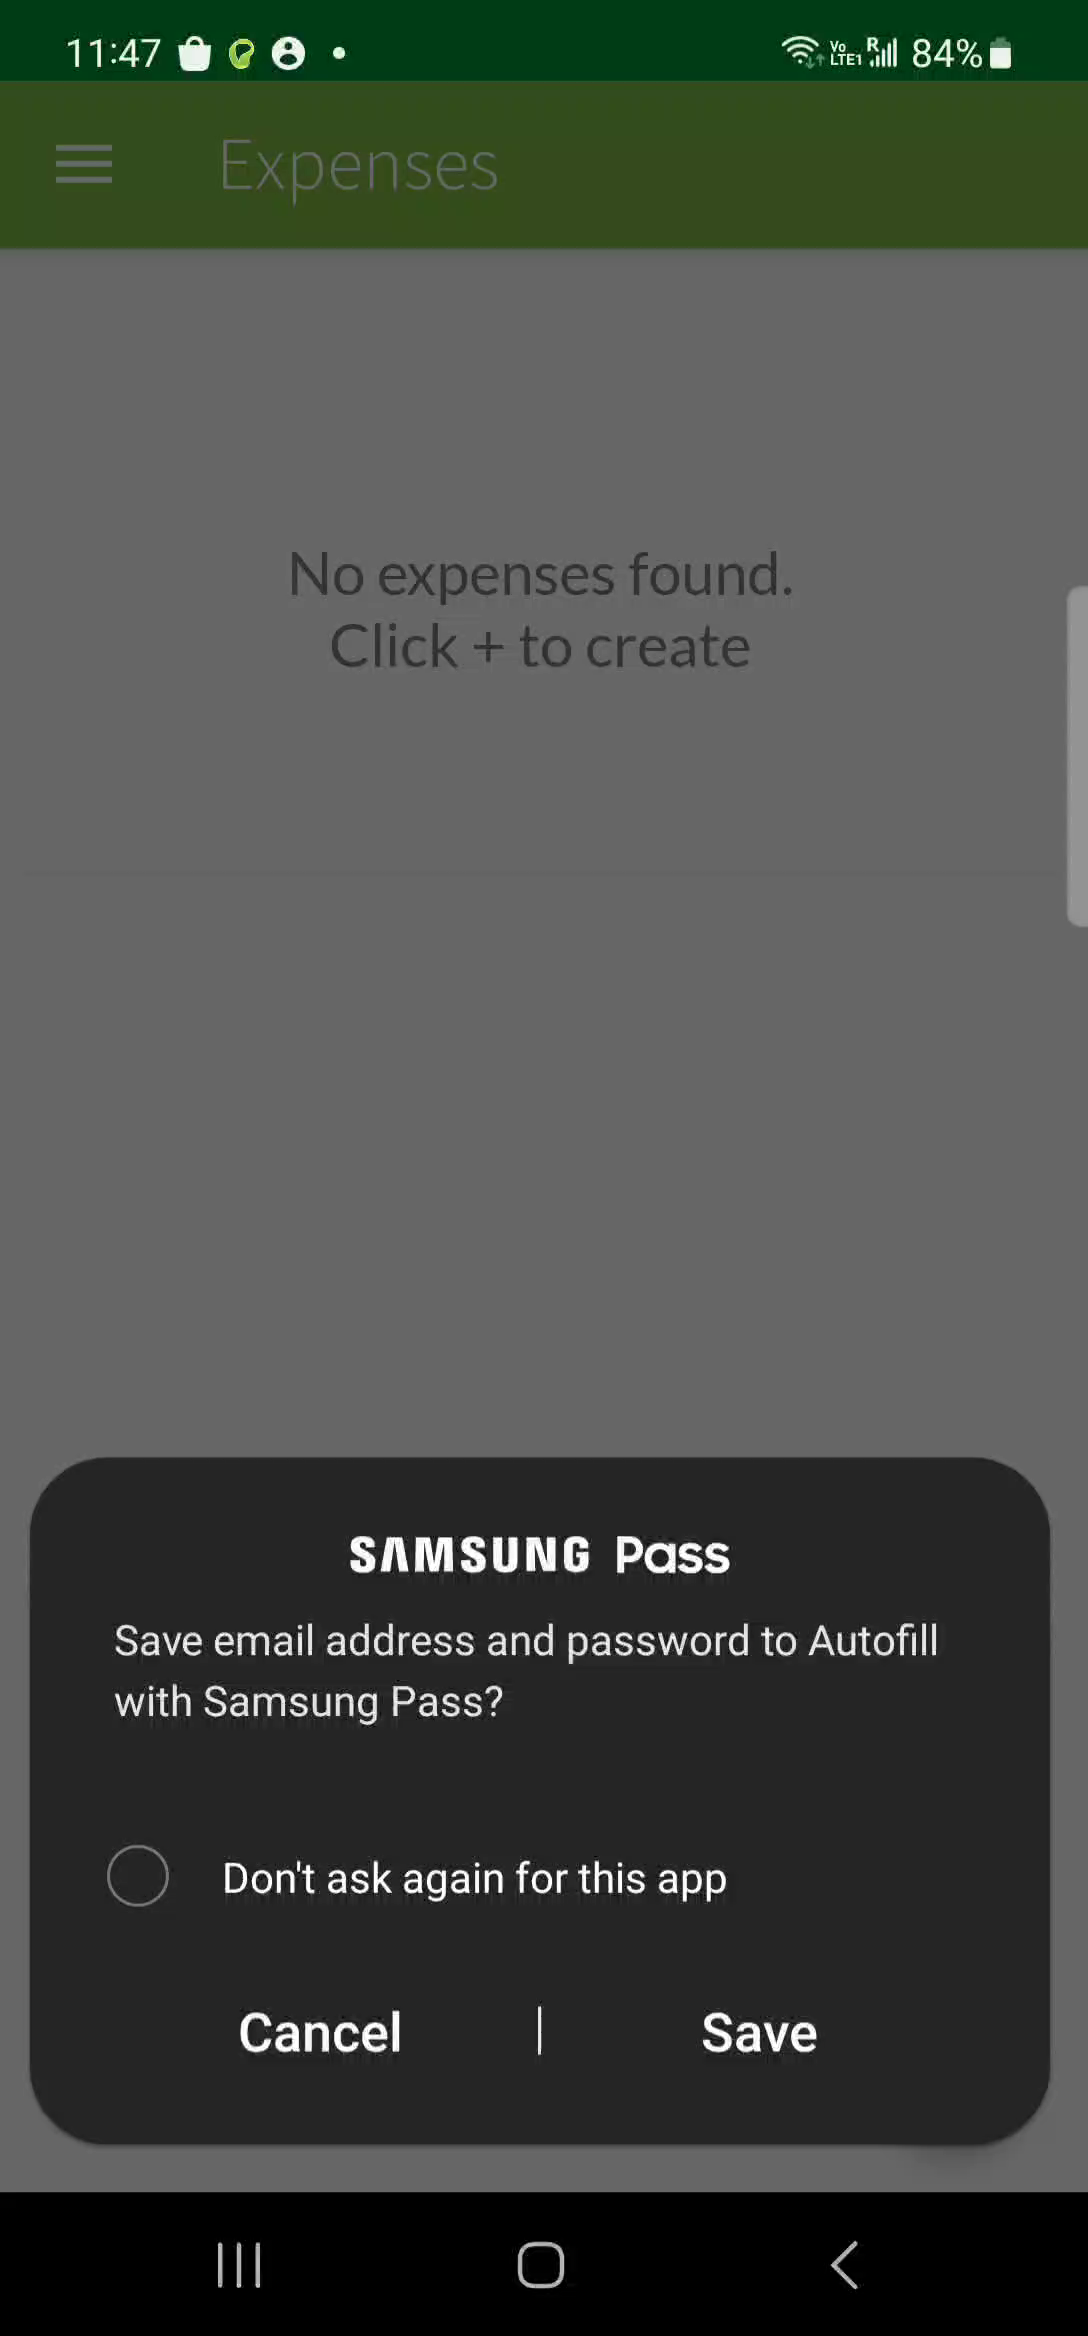 11:47
Vo LTE1 R 84%
Expenses
No expenses found.
Click + to create
SAMSUNG Pass
Save email address and password to Autofill
with Samsung Pass?
Don't ask again for this app
Cancel | Save